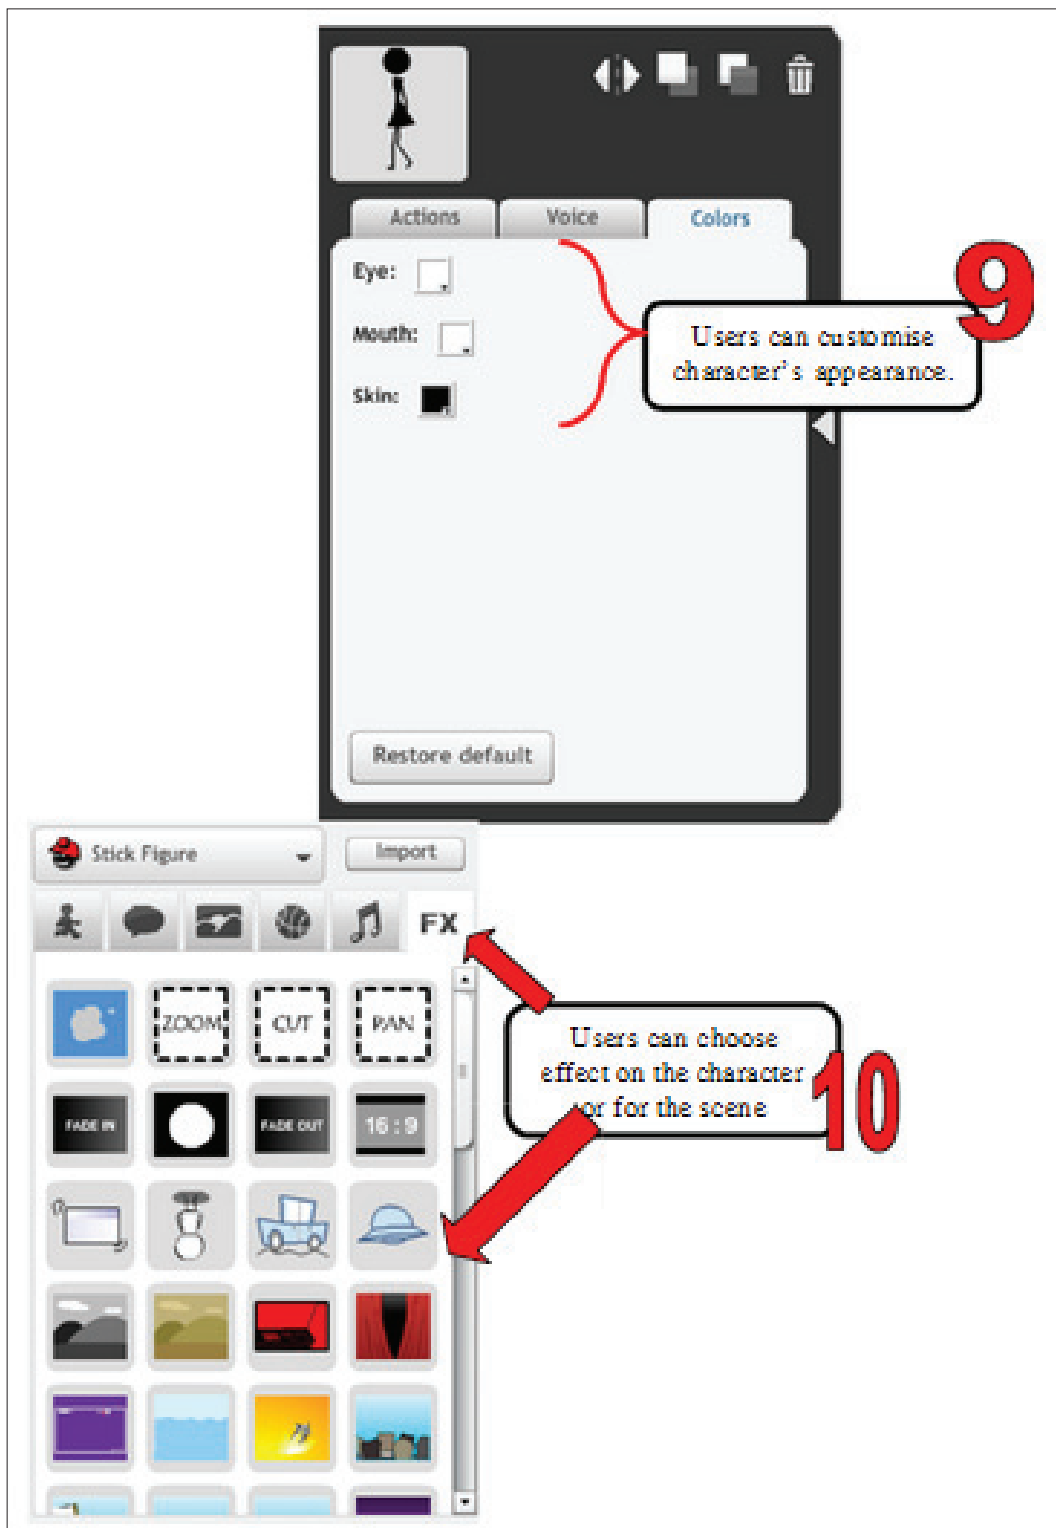 Actions Voice Colors
Eye:
Mouth:
Skin:
9
Users can customise
character's appearance.
Restore default
Stick Figure Import
FX
ZOOM CUT PAN
FADE IN FADE OUT 16:9
Users can choose
effect on the character
or for the scene
10